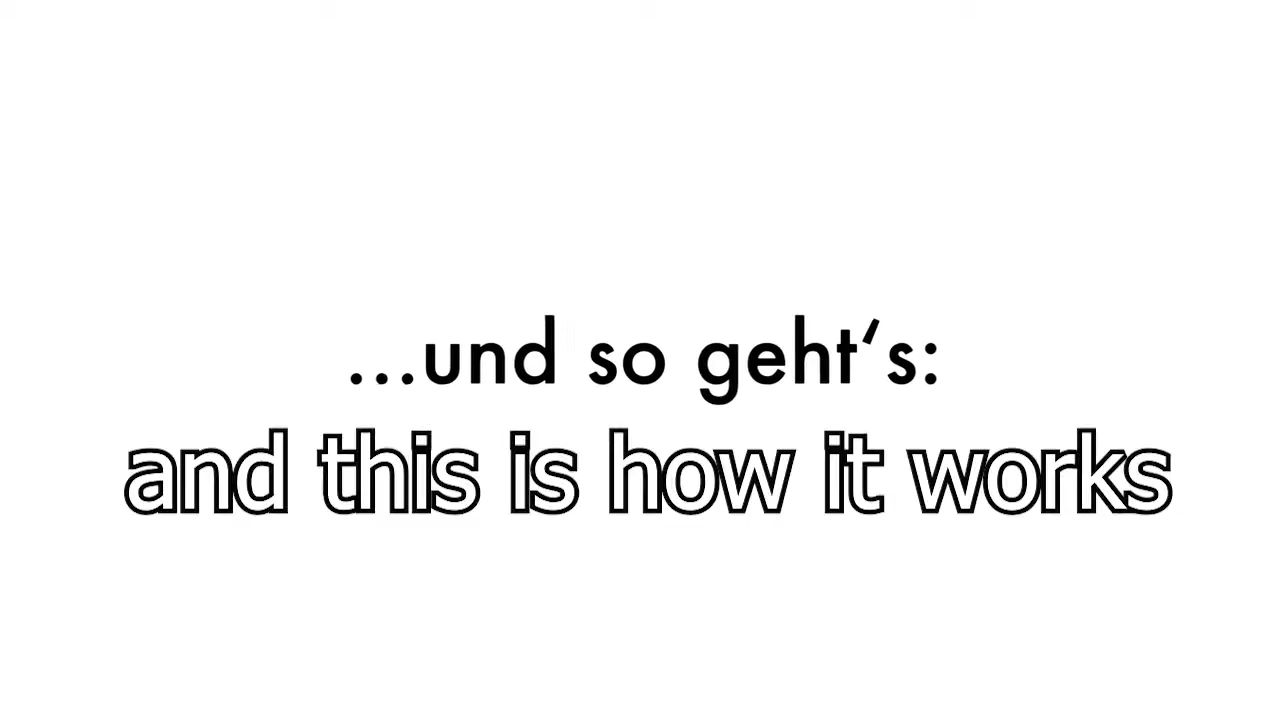 ...und so geht‘s:
and this is how it works